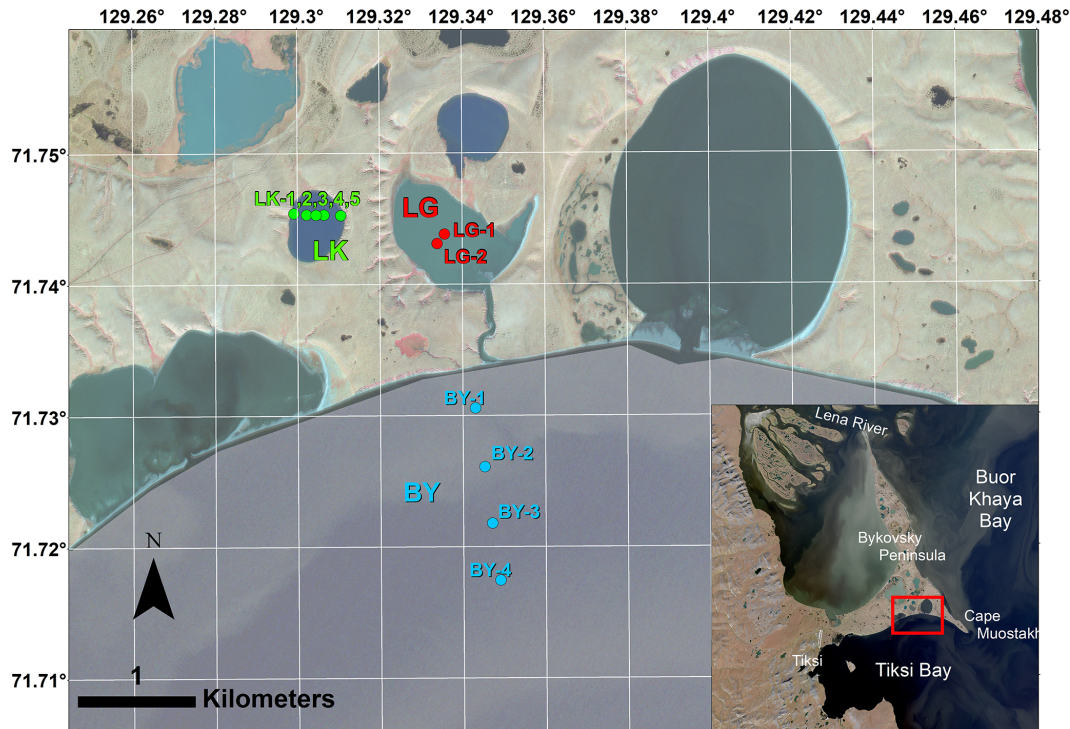 129.26° 129.28° 129.30° 129.32° 129.34° 129.36° 129.38° 129.40° 129.42° 129.44° 129.46° 129.48°
71.75°
LK-1,2,3,4,5
LK
LG
LG-1
LG-2
71.74°
71.73°
BY-1
BY-2
BY
BY-3
71.72°
BY-4
N
71.71°
1
Kilometers
Lena River
Buor
Khaya
Bay
Bykovsky
Peninsula
Cape
Muostakh
Tiksi
Tiksi Bay